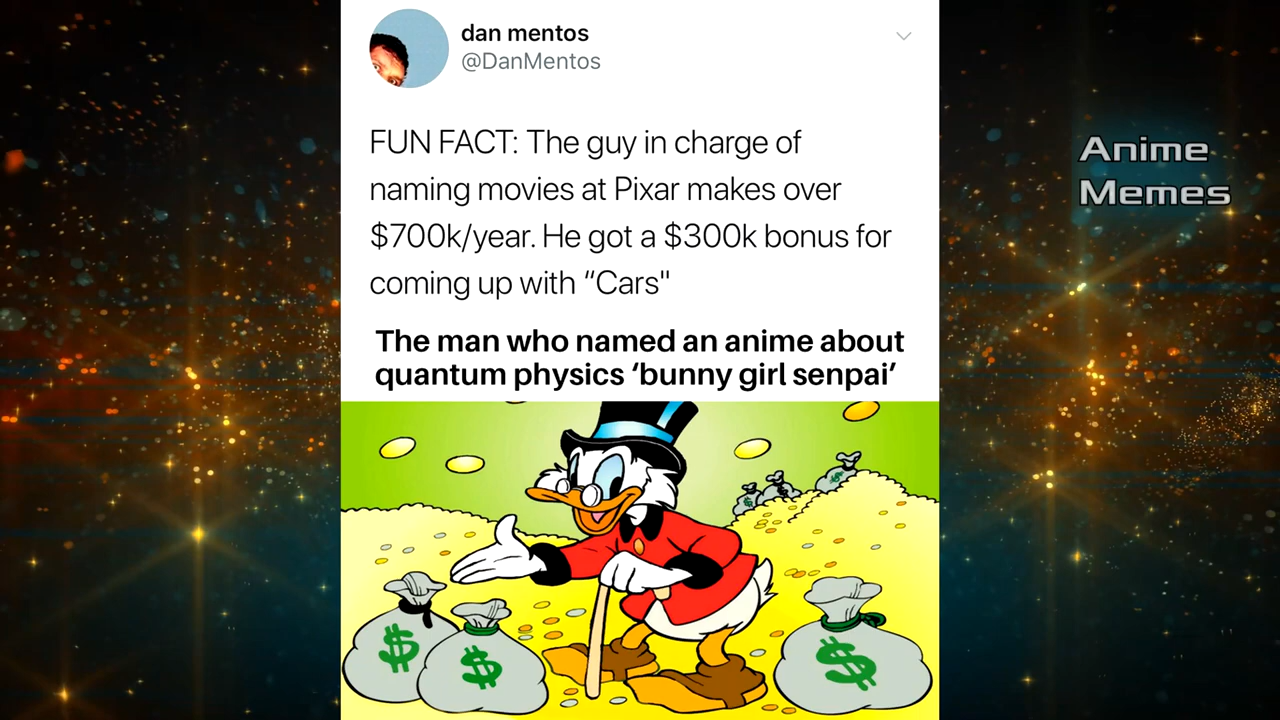 dan mentos
@DanMentos
FUN FACT: The guy in charge of
naming movies at Pixar makes over
$700k/year. He got a $300k bonus for
coming up with “Cars"
The man who named an anime about
quantum physics ‘bunny girl senpai’
Anime
Memes
$
$
$
$